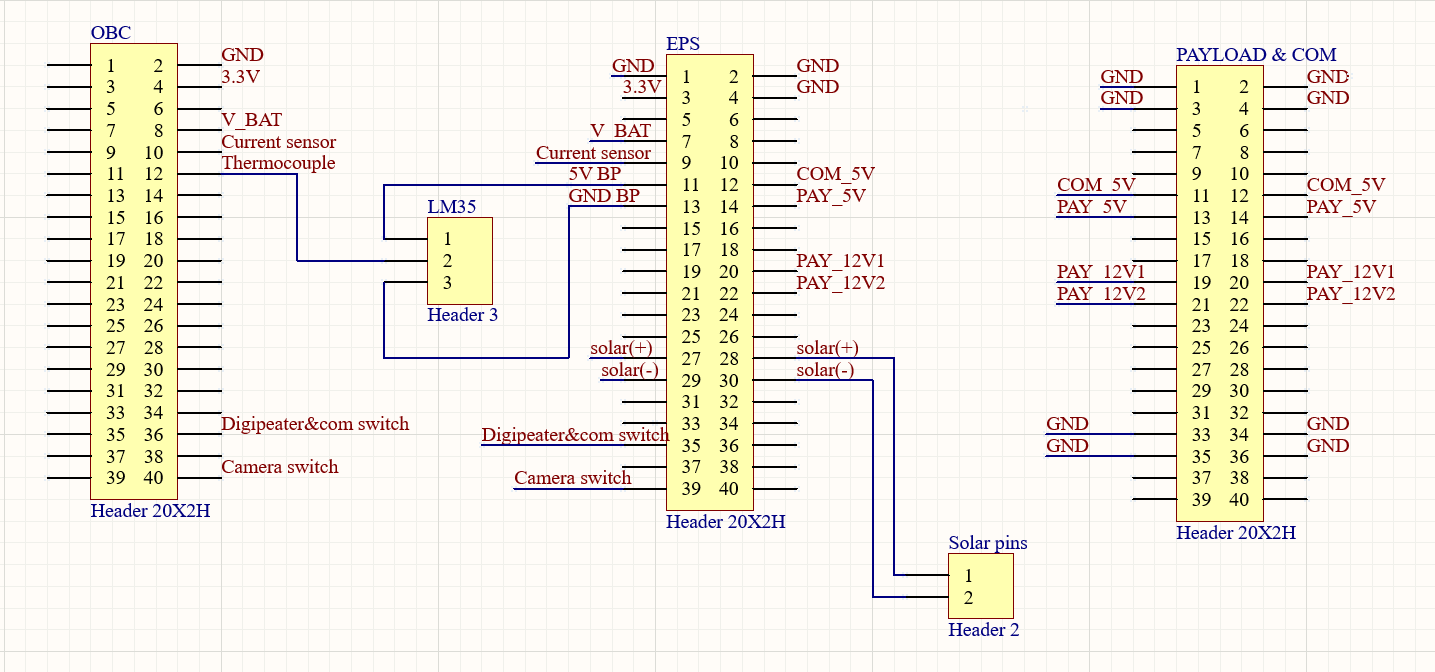 OBC
GND
1 2
3.3V
3 4
5 6
V_BAT
7 8
Current sensor
9 10
Thermocouple
11 12
13 14
15 16
17 18
19 20
21 22
23 24
25 26
27 28
29 30
31 32
33 34
Digipeater&com switch
35 36
37 38
Camera switch
39 40
Header 20X2H
LM35
1
2
3
Header 3
EPS
GND 1 2 GND
3.3V 3 4 GND
5 6
V_BAT 7 8
Current sensor 9 10
5V BP 11 12 COM_5V
GND BP 13 14 PAY_5V
15 16
17 18
19 20 PAY_12V1
21 22 PAY_12V2
23 24
25 26
solar(+) 27 28 solar(+)
solar(-) 29 30 solar(-)
31 32
33 34
Digipeater&com switch 35 36
37 38
Camera switch 39 40
Header 20X2H
Solar pins
1
2
Header 2
PAYLOAD & COM
GND 1 2 GND
GND 3 4 GND
5 6
7 8
9 10
COM_5V 11 12 COM_5V
PAY_5V 13 14 PAY_5V
15 16
17 18
PAY_12V1 19 20 PAY_12V1
PAY_12V2 21 22 PAY_12V2
23 24
25 26
27 28
29 30
31 32
GND 33 34 GND
GND 35 36 GND
37 38
39 40
Header 20X2H